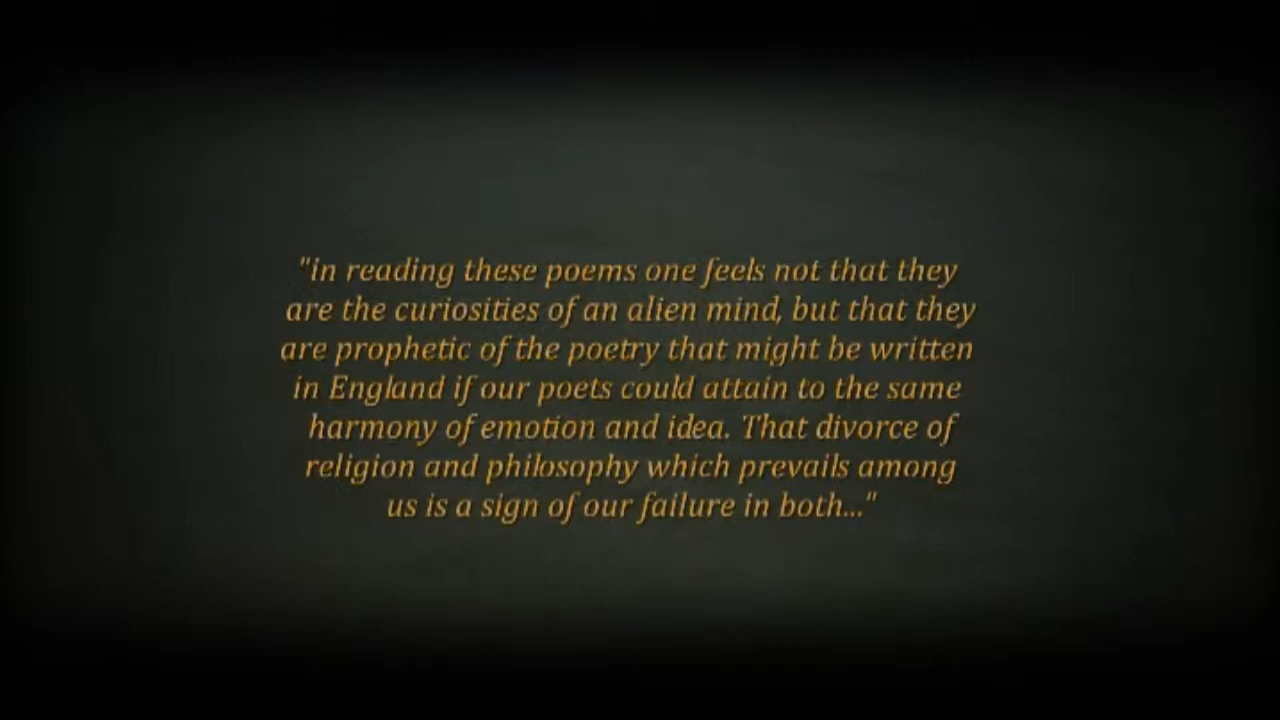 "in reading these poems one feels not that they
are the curiosities of an alien mind, but that they
are prophetic of the poetry that might be written
in England if our poets could attain to the same
harmony of emotion and idea. That divorce of
religion and philosophy which prevails among
us is a sign of our failure in both..."